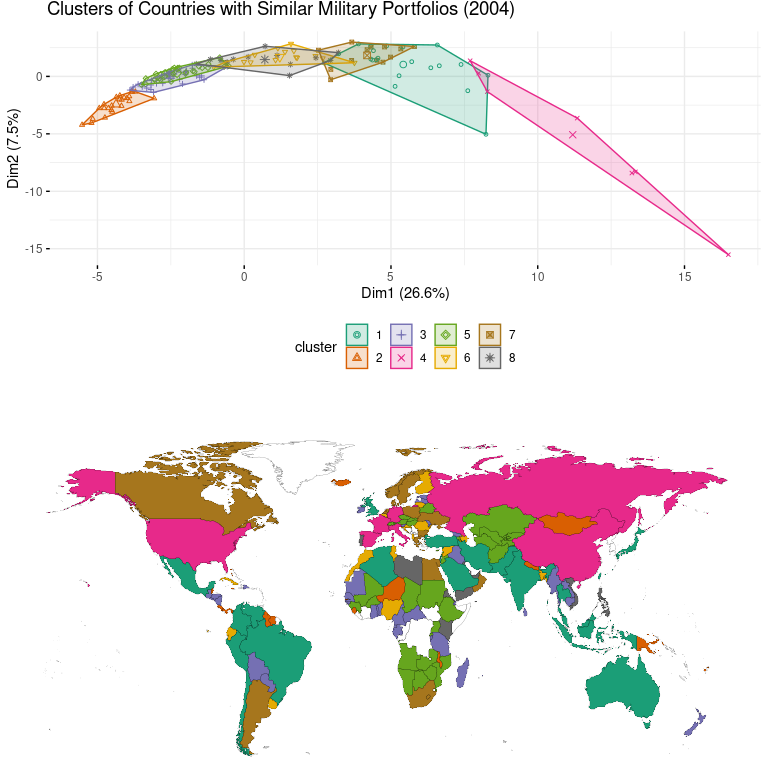 Clusters of Countries with Similar Military Portfolios (2004)
0
-5
-10
-15
Dim2 (7.5%)
-5 0 5 10 15
Dim1 (26.6%)
cluster 1 3 5 7
2 4 6 8